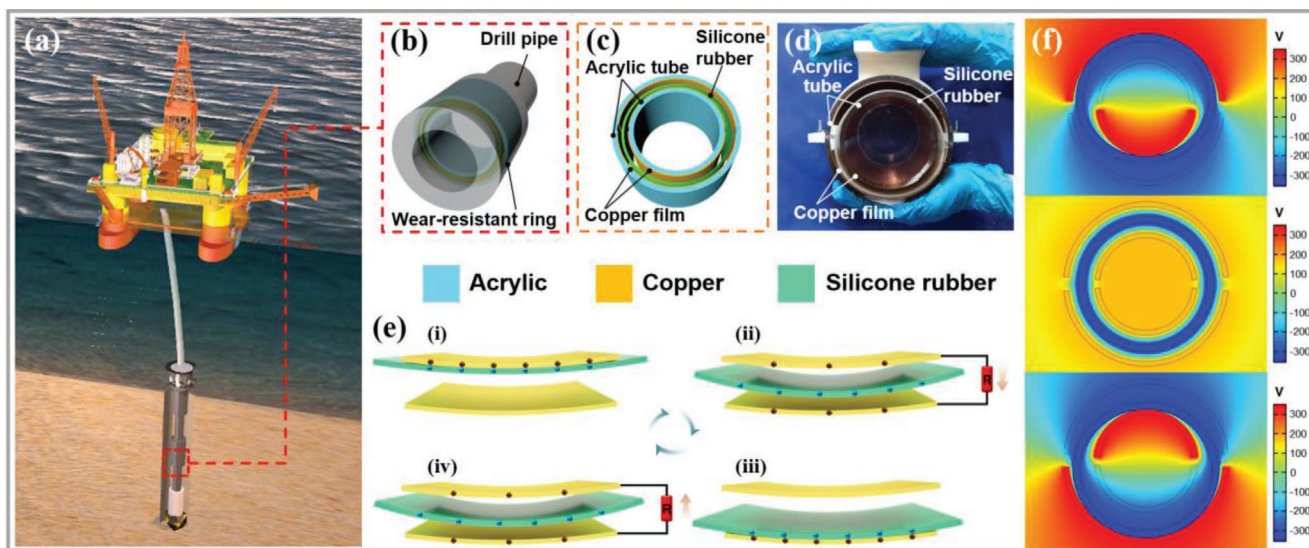 (a)
(b)
Drill pipe
Wear-resistant ring
(c)
Silicone
rubber
Acrylic tube
Copper film
(d)
Acrylic
tube
Silicone
rubber
Copper film
Acrylic
Copper
Silicone rubber
(e)
(i)
(ii)
R
(iv)
R
(iii)
(f)
V
300
200
100
0
-100
-200
-300
V
300
200
100
0
-100
-200
-300
V
300
200
100
0
-100
-200
-300